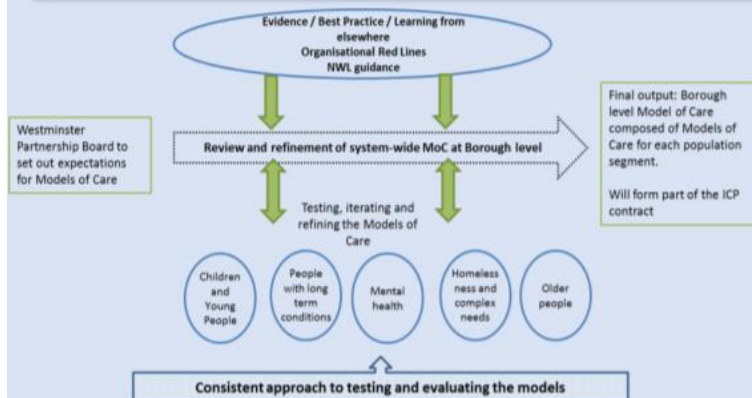 Evidence / Best Practice / Learning from
elsewhere
Organisational Red Lines
NWL guidance
Westminster
Partnership Board to
set out expectations
for Models of Care
Review and refinement of system-wide MoC at Borough level
Final output: Borough
level Model of Care
composed of Models of
Care for each population
segment.
Will form part of the ICP
contract
Testing, iterating and
refining the Models of
Care
Children
and
Young
People
People
with long
term
conditions
Mental
health
Homeless
ness and
complex
needs
Older
people
Consistent approach to testing and evaluating the models